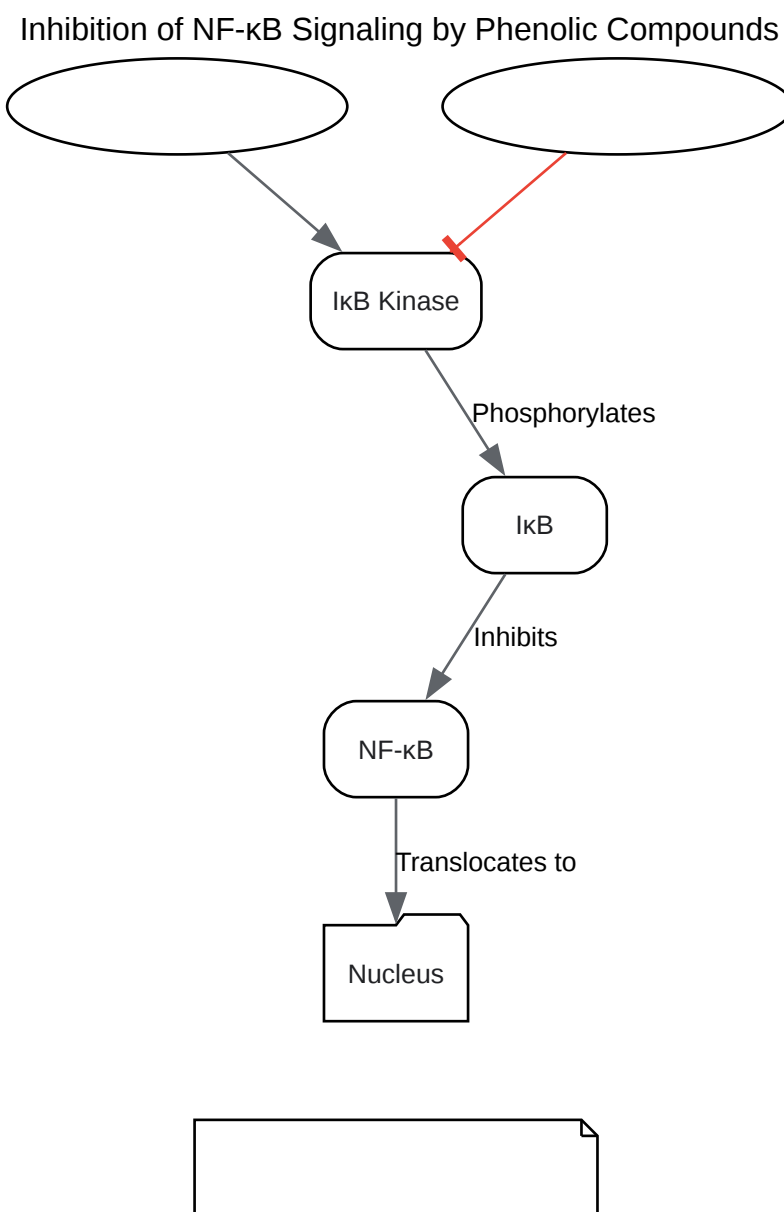 Inhibition of NF-κB Signaling by Phenolic Compounds
IκB Kinase
Phosphorylates
IκB
Inhibits
NF-κB
Translocates to
Nucleus